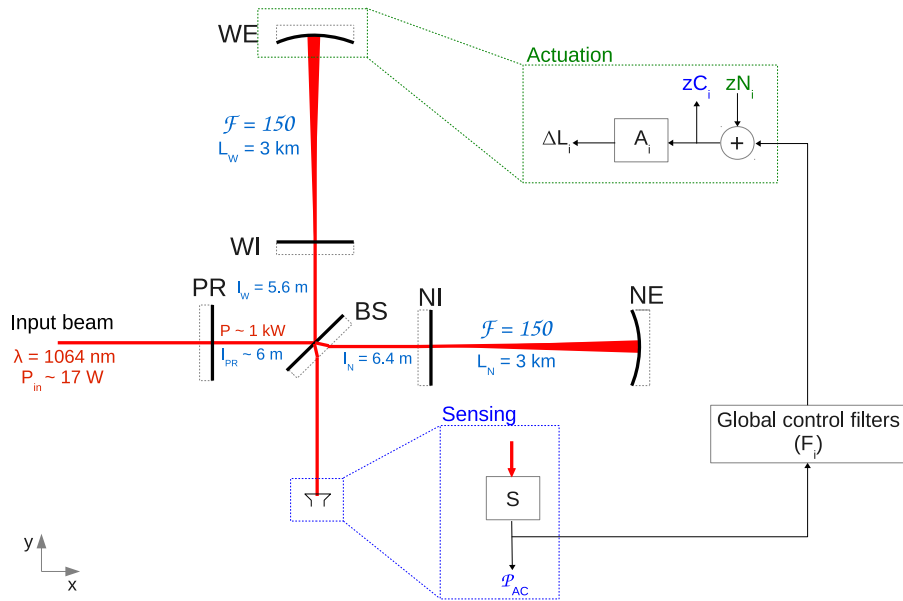 WE
Actuation
zC_i
zN_i
ΔL_i
A_i
+
ℱ = 150
L_W = 3 km
WI
PR
l_W = 5.6 m
BS
NI
NE
Input beam
λ = 1064 nm
P_in ~ 17 W
P ~ 1 kW
l_PR ~ 6 m
l_N = 6.4 m
ℱ = 150
L_N = 3 km
Sensing
S
𝒫_AC
Global control filters
(F_i)
y
x